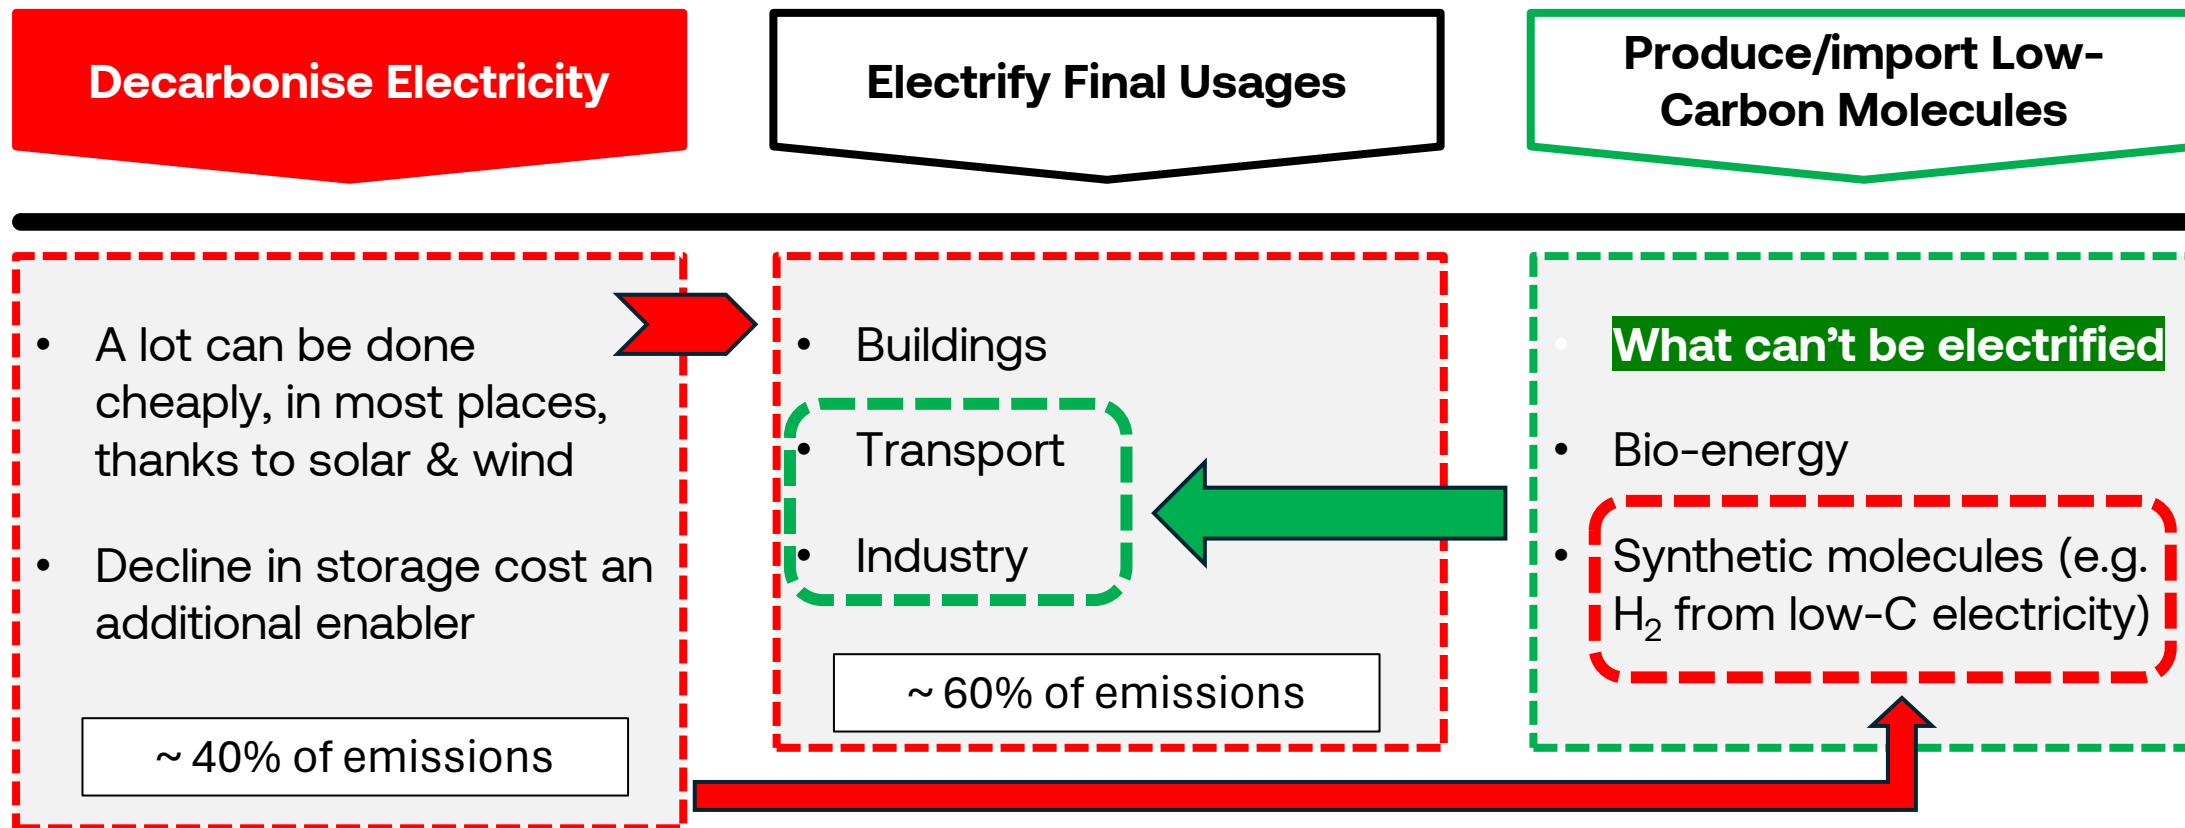 Decarbonise Electricity
Electrify Final Usages
Produce/import Low-
Carbon Molecules
• A lot can be done
cheaply, in most places,
thanks to solar & wind
• Decline in storage cost an
additional enabler
~ 40% of emissions
• Buildings
• Transport
• Industry
~ 60% of emissions
• What can’t be electrified
• Bio-energy
• Synthetic molecules (e.g.
H₂ from low-C electricity)